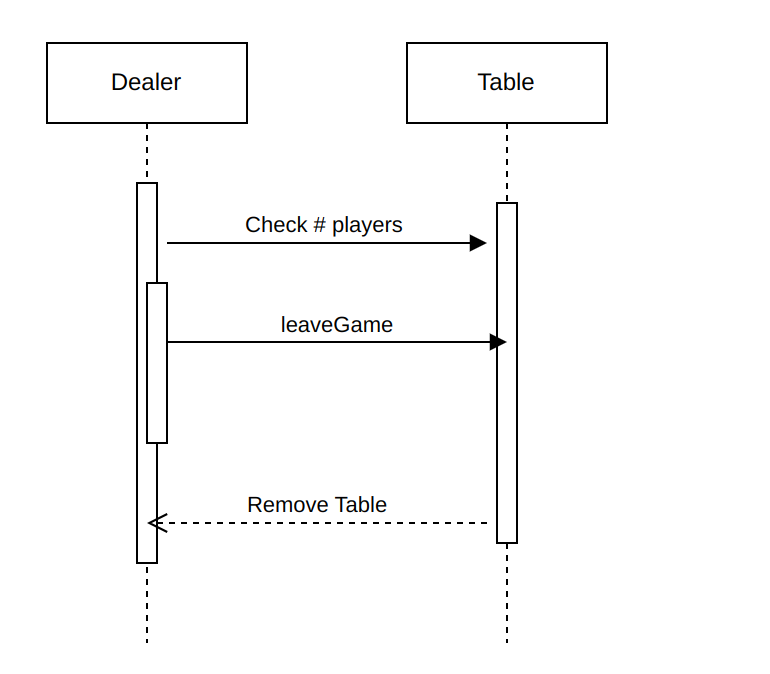 Dealer
Table
Check # players
leaveGame
Remove Table